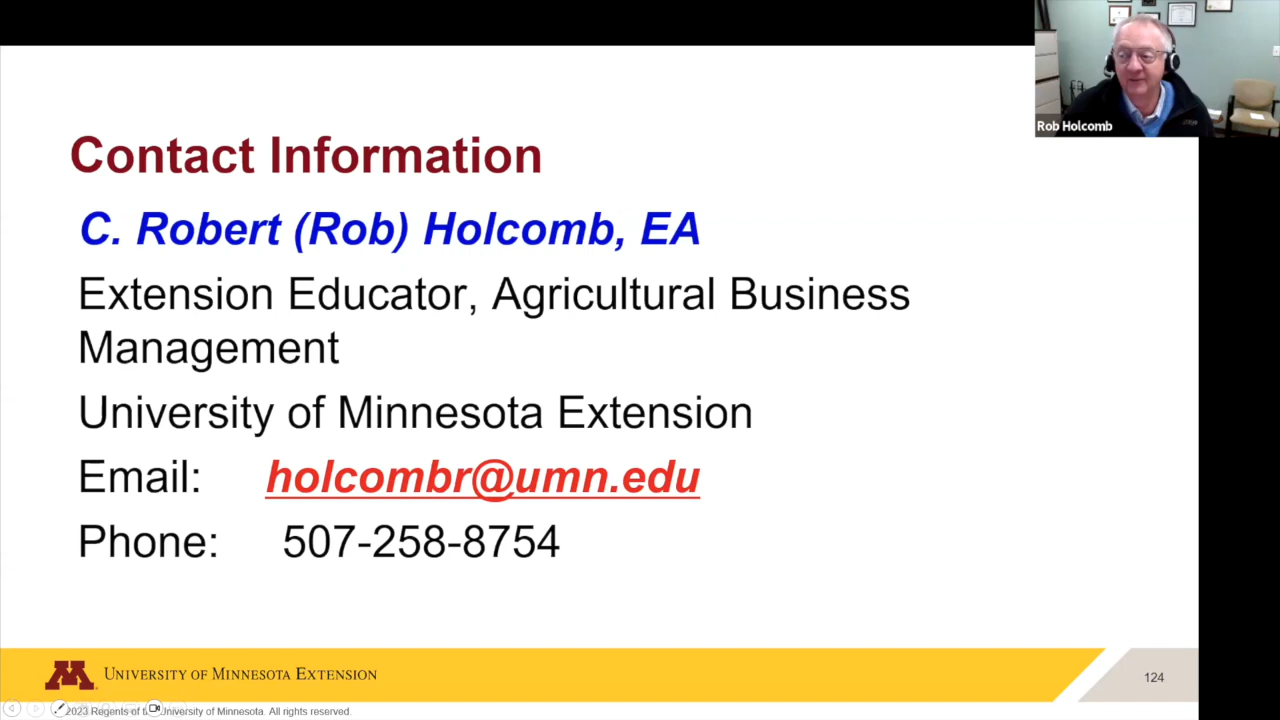 Rob Holcomb
Contact Information
C. Robert (Rob) Holcomb, EA
Extension Educator, Agricultural Business
Management
University of Minnesota Extension
Email: holcombr@umn.edu
Phone: 507-258-8754
University of Minnesota Extension
124
2023 Regents of the University of Minnesota. All rights reserved.